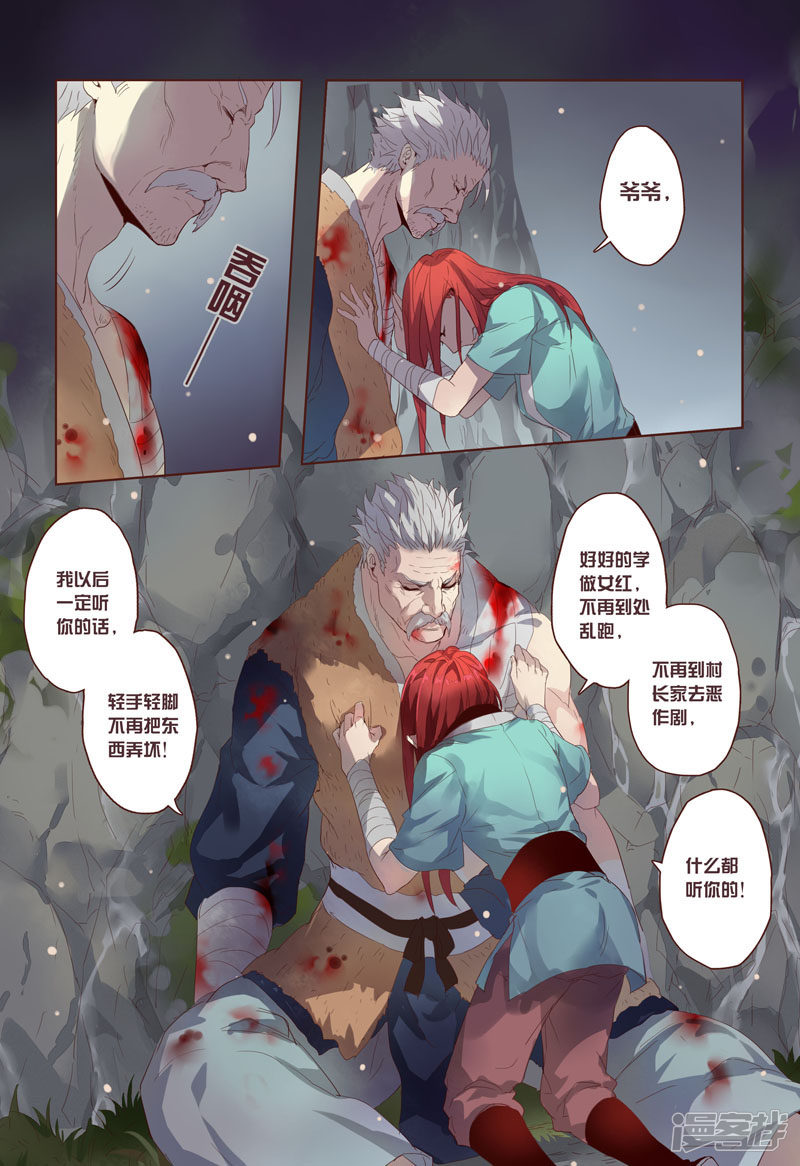 吞咽——
爷爷，
我以后
一定听
你的话，
轻手轻脚
不再把东
西弄坏！
好好的学
做女红，
不再到处
乱跑，
不再到村
长家去恶
作剧，
什么都
听你的！
漫客栈